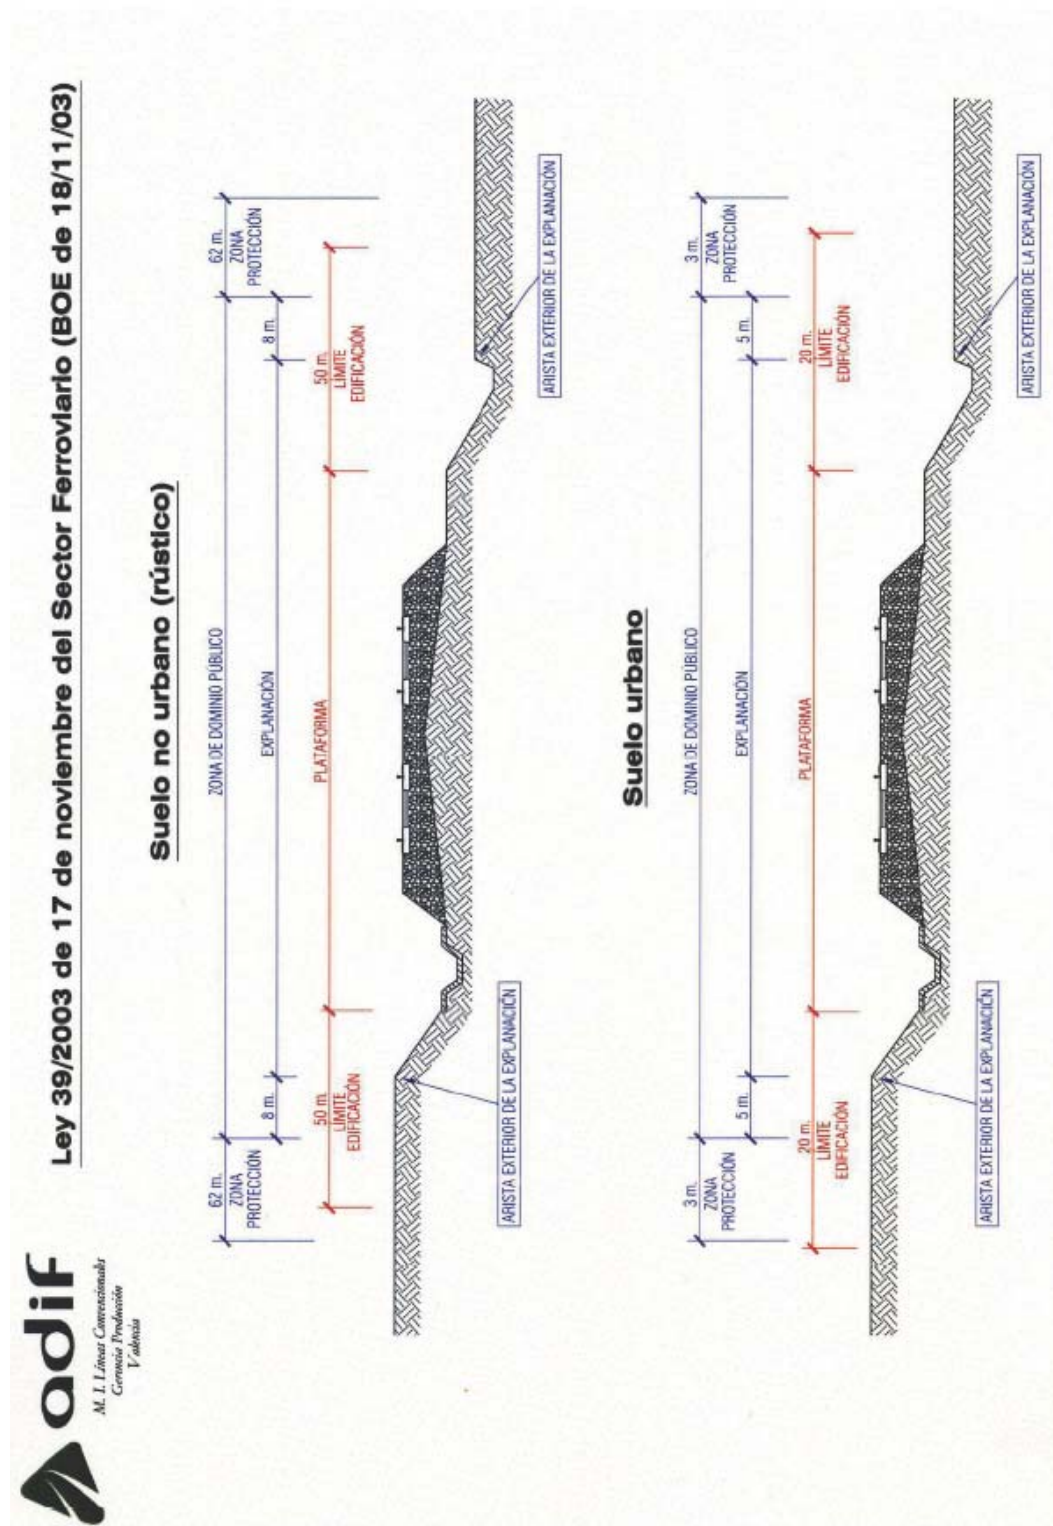 adif
M. I. Líneas Convencionales
Gerencia Producción
Valencia
Ley 39/2003 de 17 de noviembre del Sector Ferroviario (BOE de 18/11/03)
Suelo no urbano (rústico)
62 m.
ZONA
PROTECCIÓN
ZONA DE DOMINIO PÚBLICO
62 m.
ZONA
PROTECCIÓN
8 m.
EXPLANACIÓN
8 m.
50 m.
LÍMITE
EDIFICACIÓN
PLATAFORMA
50 m.
LÍMITE
EDIFICACIÓN
ARISTA EXTERIOR DE LA EXPLANACIÓN
ARISTA EXTERIOR DE LA EXPLANACIÓN
Suelo urbano
3 m.
ZONA
PROTECCIÓN
ZONA DE DOMINIO PÚBLICO
3 m.
ZONA
PROTECCIÓN
5 m.
EXPLANACIÓN
5 m.
20 m.
LÍMITE
EDIFICACIÓN
PLATAFORMA
20 m.
LÍMITE
EDIFICACIÓN
ARISTA EXTERIOR DE LA EXPLANACIÓN
ARISTA EXTERIOR DE LA EXPLANACIÓN